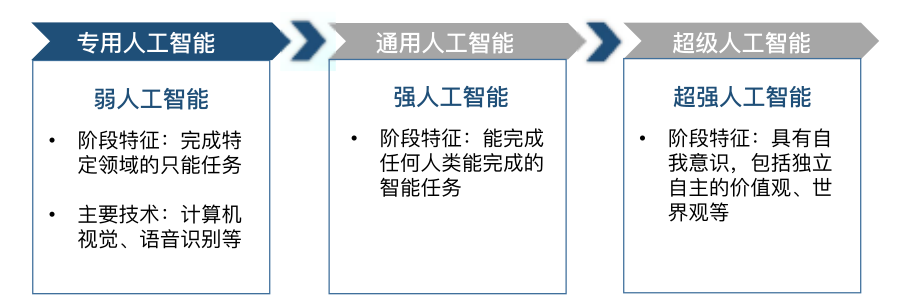 专用人工智能
通用人工智能
超级人工智能
弱人工智能
• 阶段特征：完成特
定领域的只能任务
• 主要技术：计算机
视觉、语音识别等
强人工智能
• 阶段特征：能完成
任何人类能完成的
智能任务
超强人工智能
• 阶段特征：具有自
我意识，包括独立
自主的价值观、世
界观等